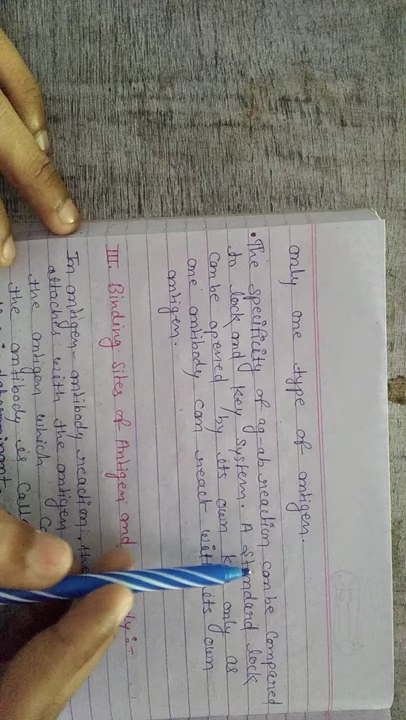 only one type of antigen.
• The specificity of ag-ab reaction can be compared
to lock and key system. A standard lock
can be opened by its own only as
one antibody can react with its own
antigen.
III. Binding Sites of Antigen and
In antigen-antibody reaction, the
attached with the antigen
the antigen which
the antibody is